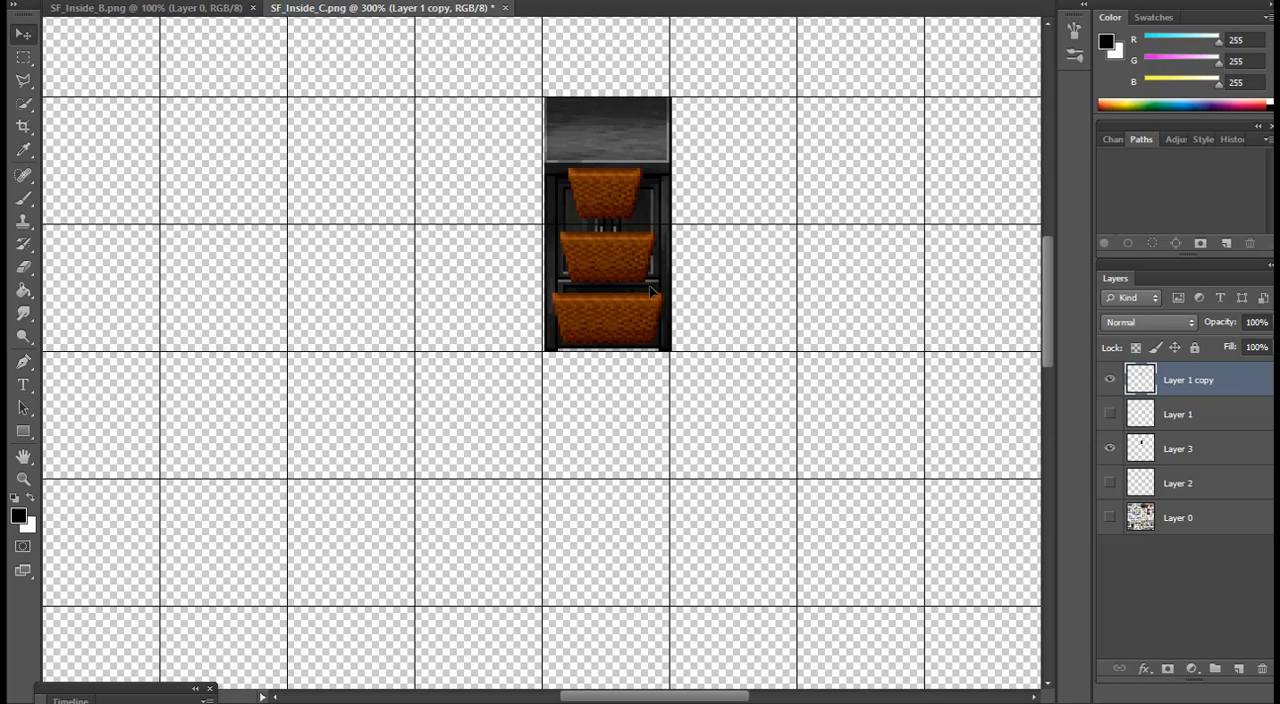 SF_Inside_B.png @ 100% (Layer 0, RGB/8)
SF_Inside_C.png @ 300% (Layer 1 copy, RGB/8) *
Color
Swatches
R
255
G
255
B
255
Chan
Paths
Adju
Style
Histo
Layers
Kind
Normal
Opacity:
100%
Lock:
Fill:
100%
Layer 1 copy
Layer 1
Layer 3
Layer 2
Layer 0
fx
Timeline